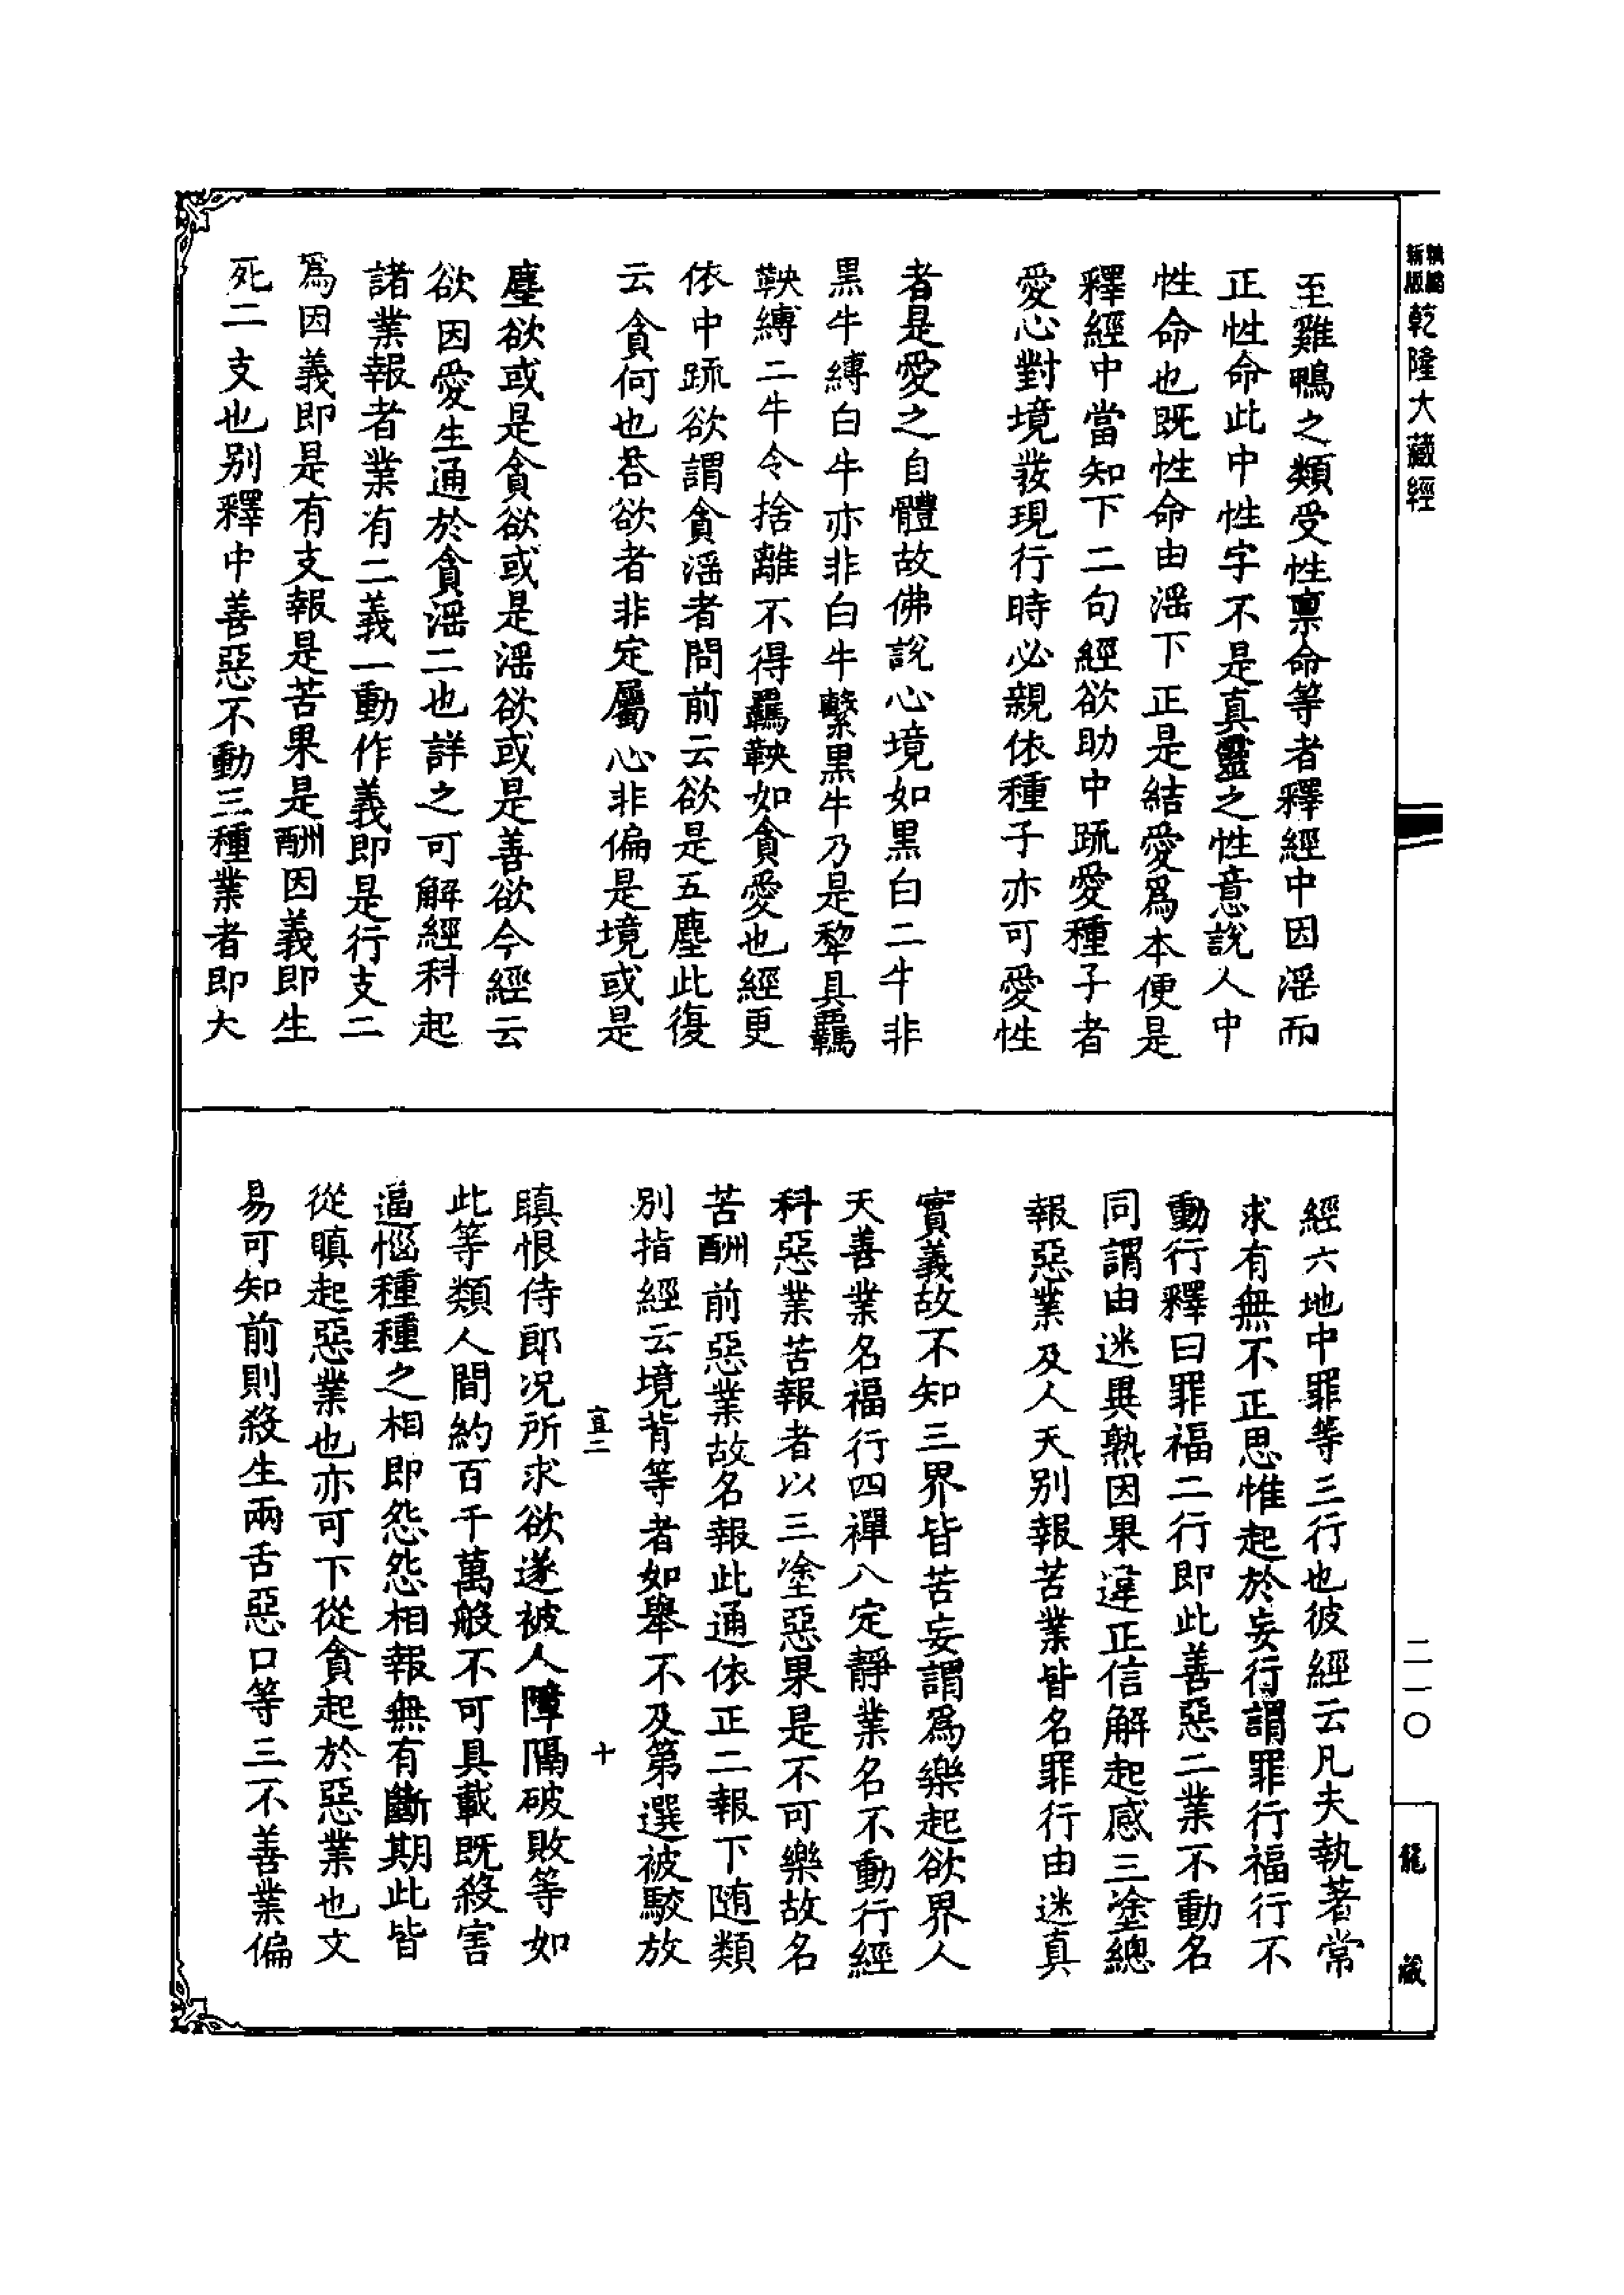 新版
乾隆大藏經
至雞鴨之類受性稟命等者釋經中因淫而
正性命此中性字不是真靈之性意說人中
性命也既性命由淫下正是結愛爲本便是
釋經中當知下二句經欲助中䟽愛種子者
愛心對境發現行時必親依種子亦可愛性
者是愛之自體故佛說心境如黑白二牛非
黑牛縛白牛亦非白牛繫黑牛乃是犂具羈
鞅縛二牛令捨離不得羈鞅如貪愛也經更
依中䟽欲謂貪淫者問前云欲是五塵此復
云貪何也荅欲者非定屬心非偏是境或是
塵欲或是貪欲或是淫欲或是善欲今經云
欲因愛生通於貪淫二也詳之可解經科起
諸業報者業有二義一動作義即是行支二
爲因義即是有支報是苦果是酬因義即生
死二支也別釋中善惡不動三種業者即大
經六地中罪等三行也彼經云凡夫執著常
求有無不正思惟起於妄行謂罪行福行不
動行釋曰罪福二行即此善惡二業不動名
同謂由迷異熟因果違正信解起感三塗總
報惡業及人天別報苦業皆名罪行由迷真
實義故不知三界皆苦妄謂爲樂起欲界人
天善業名福行四禪八定靜業名不動行經
科惡業苦報者以三塗惡果是不可樂故名
苦酬前惡業故名報此通依正二報下随類
別指經云境背等者如舉不及第選被駮放
宣二
十
瞋恨侍郎况所求欲遂被人障隔破敗等如
此等類人間約百千萬般不可具載既殺害
逼惱種種之相即怨怨相報無有斷期此皆
從瞋起惡業也亦可下從貪起於惡業也文
易可知前則殺生兩舌惡口等三不善業偏
二一〇
龍藏